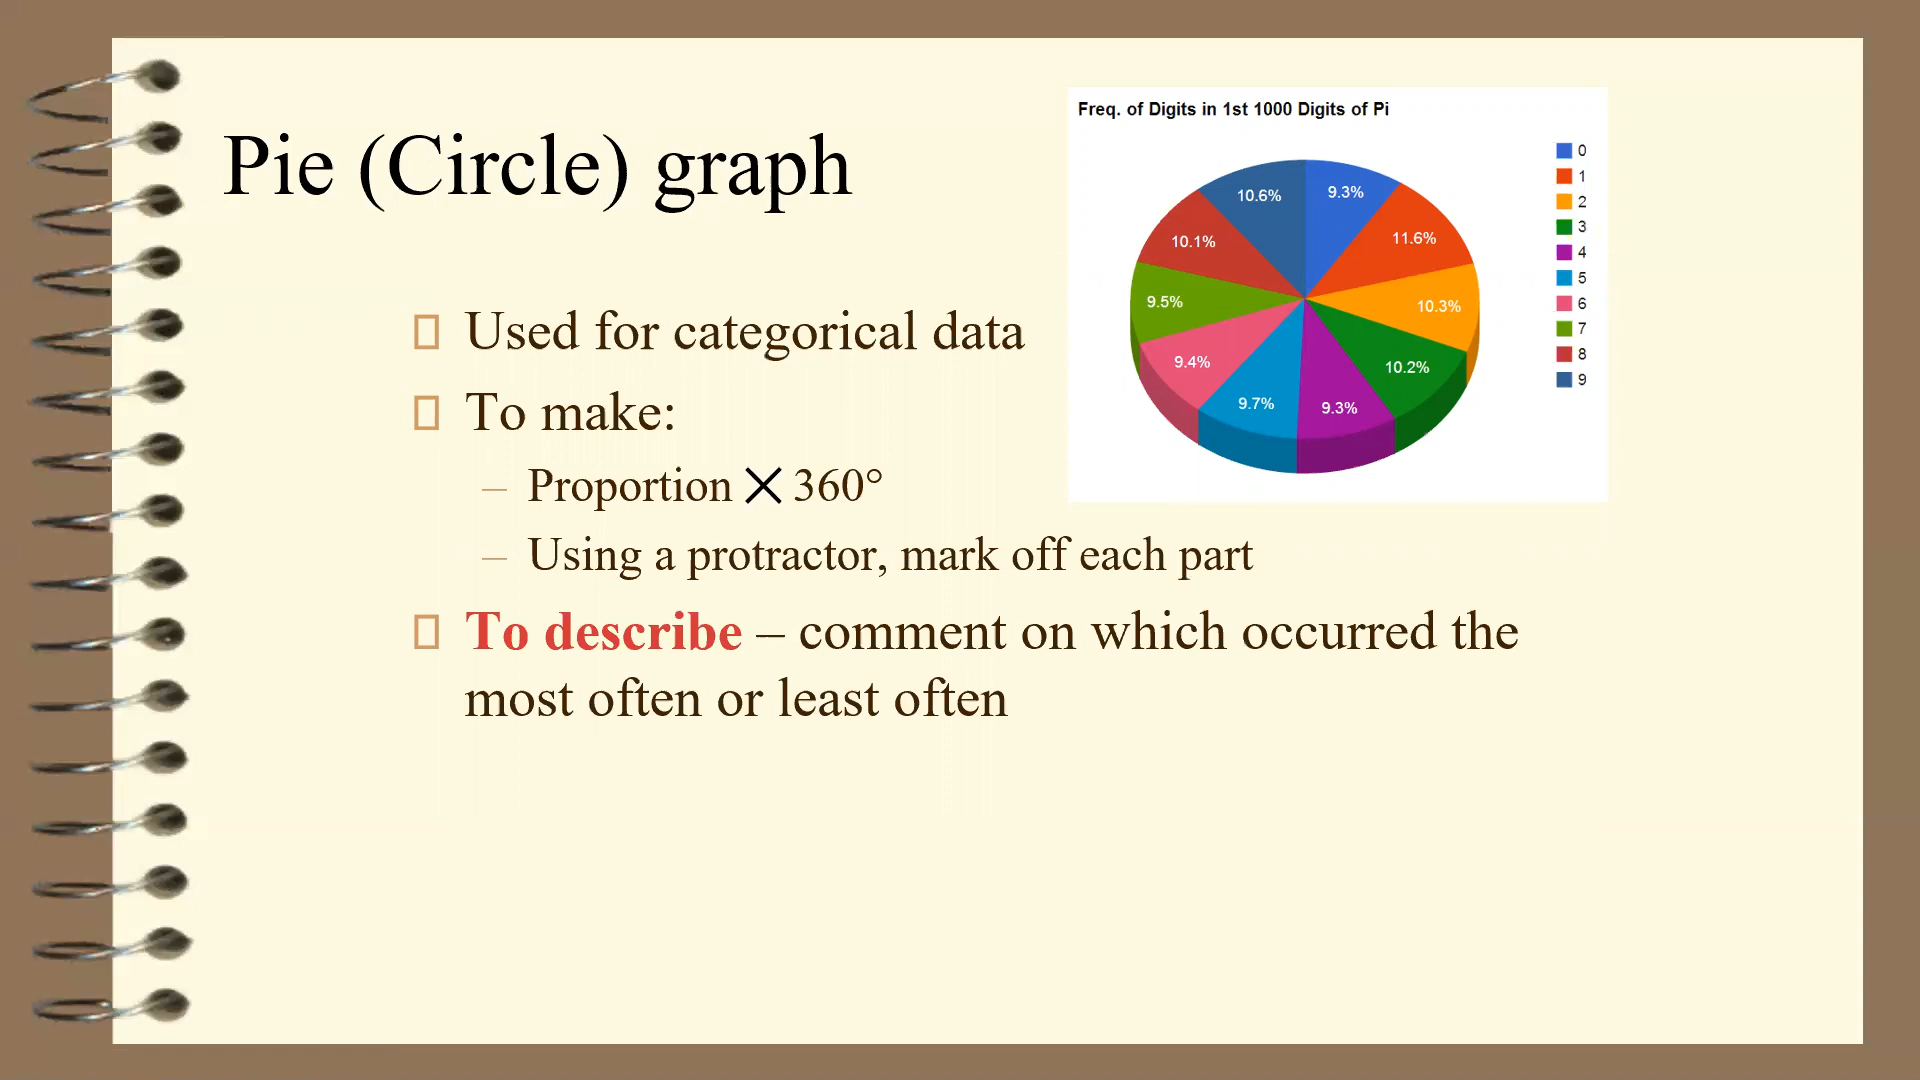 Pie (Circle) graph
Used for categorical data
To make:
– Proportion × 360°
– Using a protractor, mark off each part
To describe – comment on which occurred the
most often or least often
Freq. of Digits in 1st 1000 Digits of Pi
9.3%
11.6%
10.3%
10.2%
9.3%
9.7%
9.4%
9.5%
10.1%
10.6%
0
1
2
3
4
5
6
7
8
9